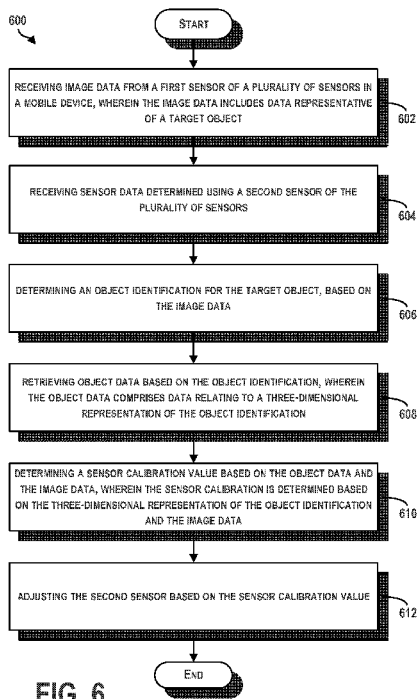 600
START
RECEIVING IMAGE DATA FROM A FIRST SENSOR OF A PLURALITY OF SENSORS IN
A MOBILE DEVICE, WHEREIN THE IMAGE DATA INCLUDES DATA REPRESENTATIVE
OF A TARGET OBJECT
602
RECEIVING SENSOR DATA DETERMINED USING A SECOND SENSOR OF THE
PLURALITY OF SENSORS
604
DETERMINING AN OBJECT IDENTIFICATION FOR THE TARGET OBJECT, BASED ON
THE IMAGE DATA
606
RETRIEVING OBJECT DATA BASED ON THE OBJECT IDENTIFICATION, WHEREIN
THE OBJECT DATA COMPRISES DATA RELATING TO A THREE-DIMENSIONAL
REPRESENTATION OF THE OBJECT IDENTIFICATION
608
DETERMINING A SENSOR CALIBRATION VALUE BASED ON THE OBJECT DATA AND
THE IMAGE DATA, WHEREIN THE SENSOR CALIBRATION IS DETERMINED BASED
ON THE THREE-DIMENSIONAL REPRESENTATION OF THE OBJECT IDENTIFICATION
AND THE IMAGE DATA
610
ADJUSTING THE SECOND SENSOR BASED ON THE SENSOR CALIBRATION VALUE
612
END
FIG. 6